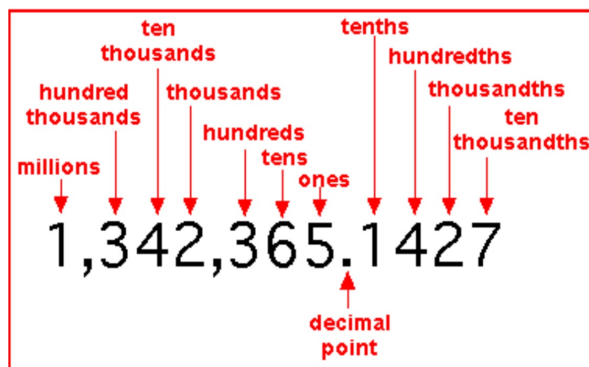 ten
thousands
tenths
hundredths
hundred
thousands
thousands
thousandths
hundreds
ten
thousandths
tens
millions
ones
1,342,365.1427
decimal
point